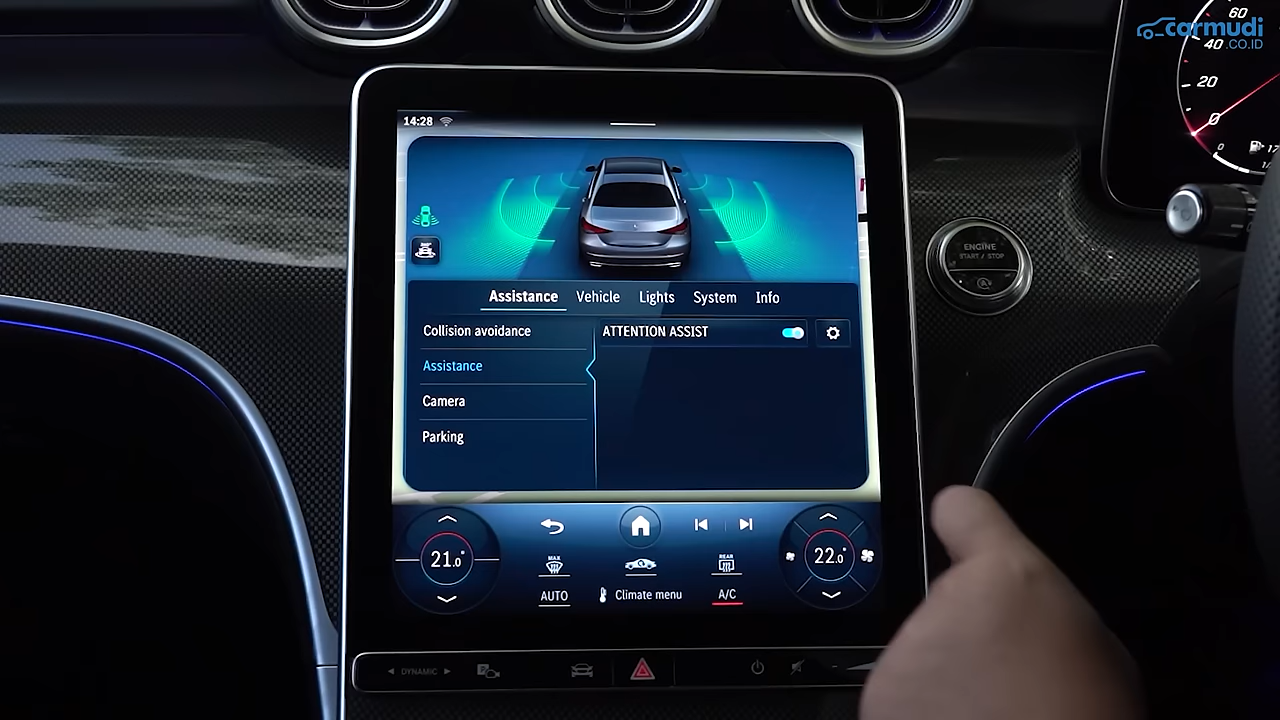 carmudi
.CO.ID
60
40
20
0
0
14:28
Assistance Vehicle Lights System Info
Collision avoidance
ATTENTION ASSIST
Assistance
Camera
Parking
ENGINE
START / STOP
21.0°
22.0°
MAX
REAR
AUTO
Climate menu
A/C
DYNAMIC